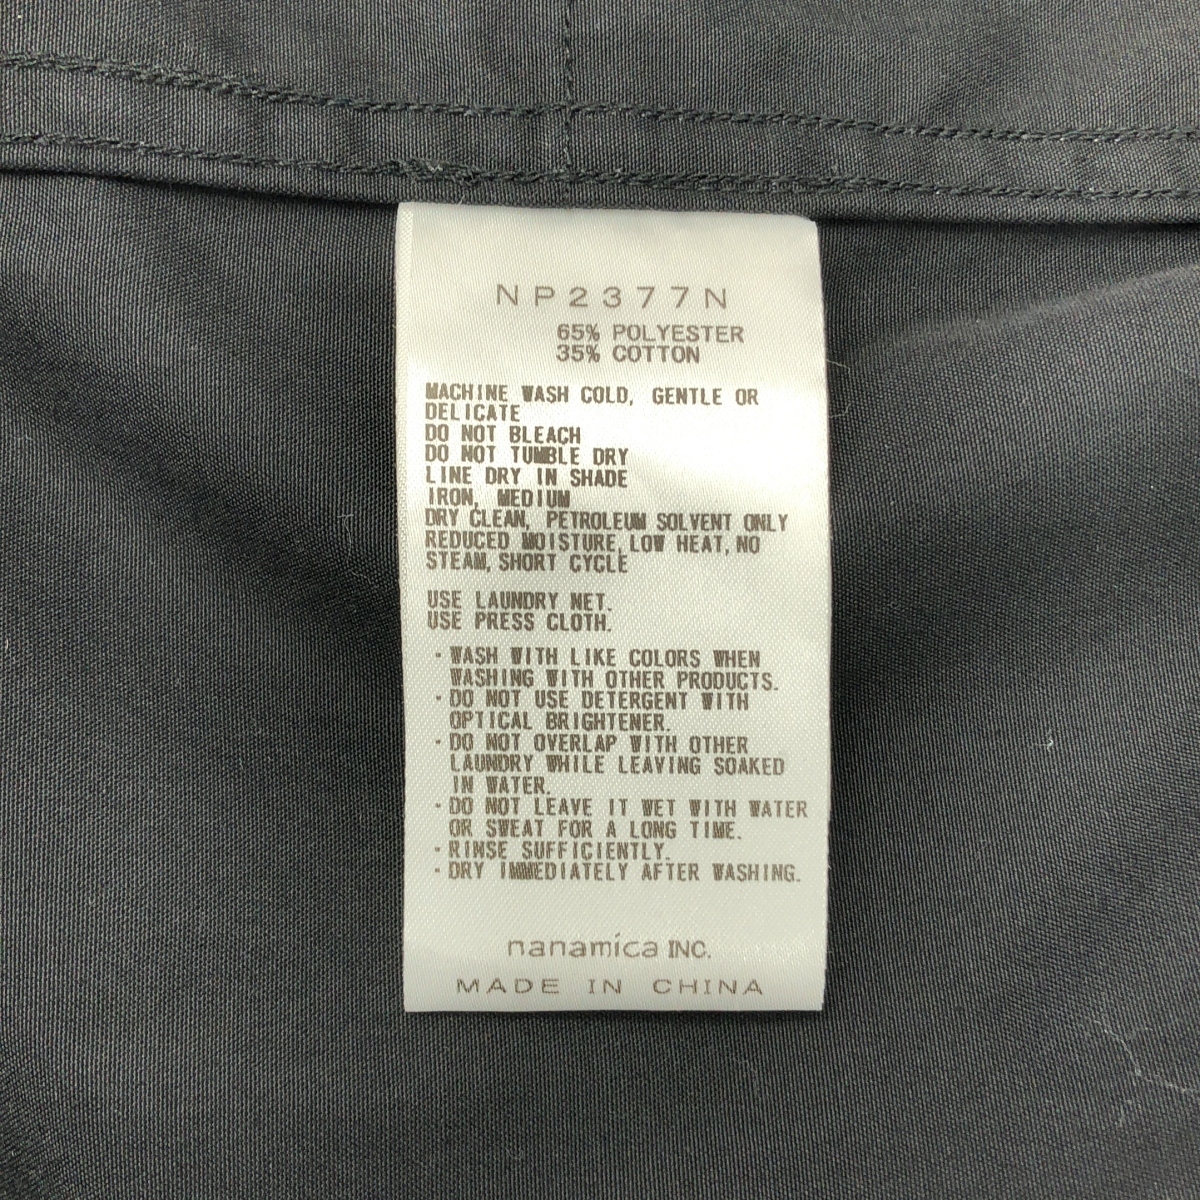 NP2377N
65% POLYESTER
35% COTTON
MACHINE WASH COLD, GENTLE OR
DELICATE
DO NOT BLEACH
DO NOT TUMBLE DRY
LINE DRY IN SHADE
IRON, MEDIUM
DRY CLEAN, PETROLEUM SOLVENT ONLY
REDUCED MOISTURE, LOW HEAT, NO
STEAM, SHORT CYCLE
USE LAUNDRY NET.
USE PRESS CLOTH.
・WASH WITH LIKE COLORS WHEN
WASHING WITH OTHER PRODUCTS.
・DO NOT USE DETERGENT WITH
OPTICAL BRIGHTENER.
・DO NOT OVERLAP WITH OTHER
LAUNDRY WHILE LEAVING SOAKED
IN WATER.
・DO NOT LEAVE IT WET WITH WATER
OR SWEAT FOR A LONG TIME.
・RINSE SUFFICIENTLY.
・DRY IMMEDIATELY AFTER WASHING.
nanamica INC.
MADE IN CHINA